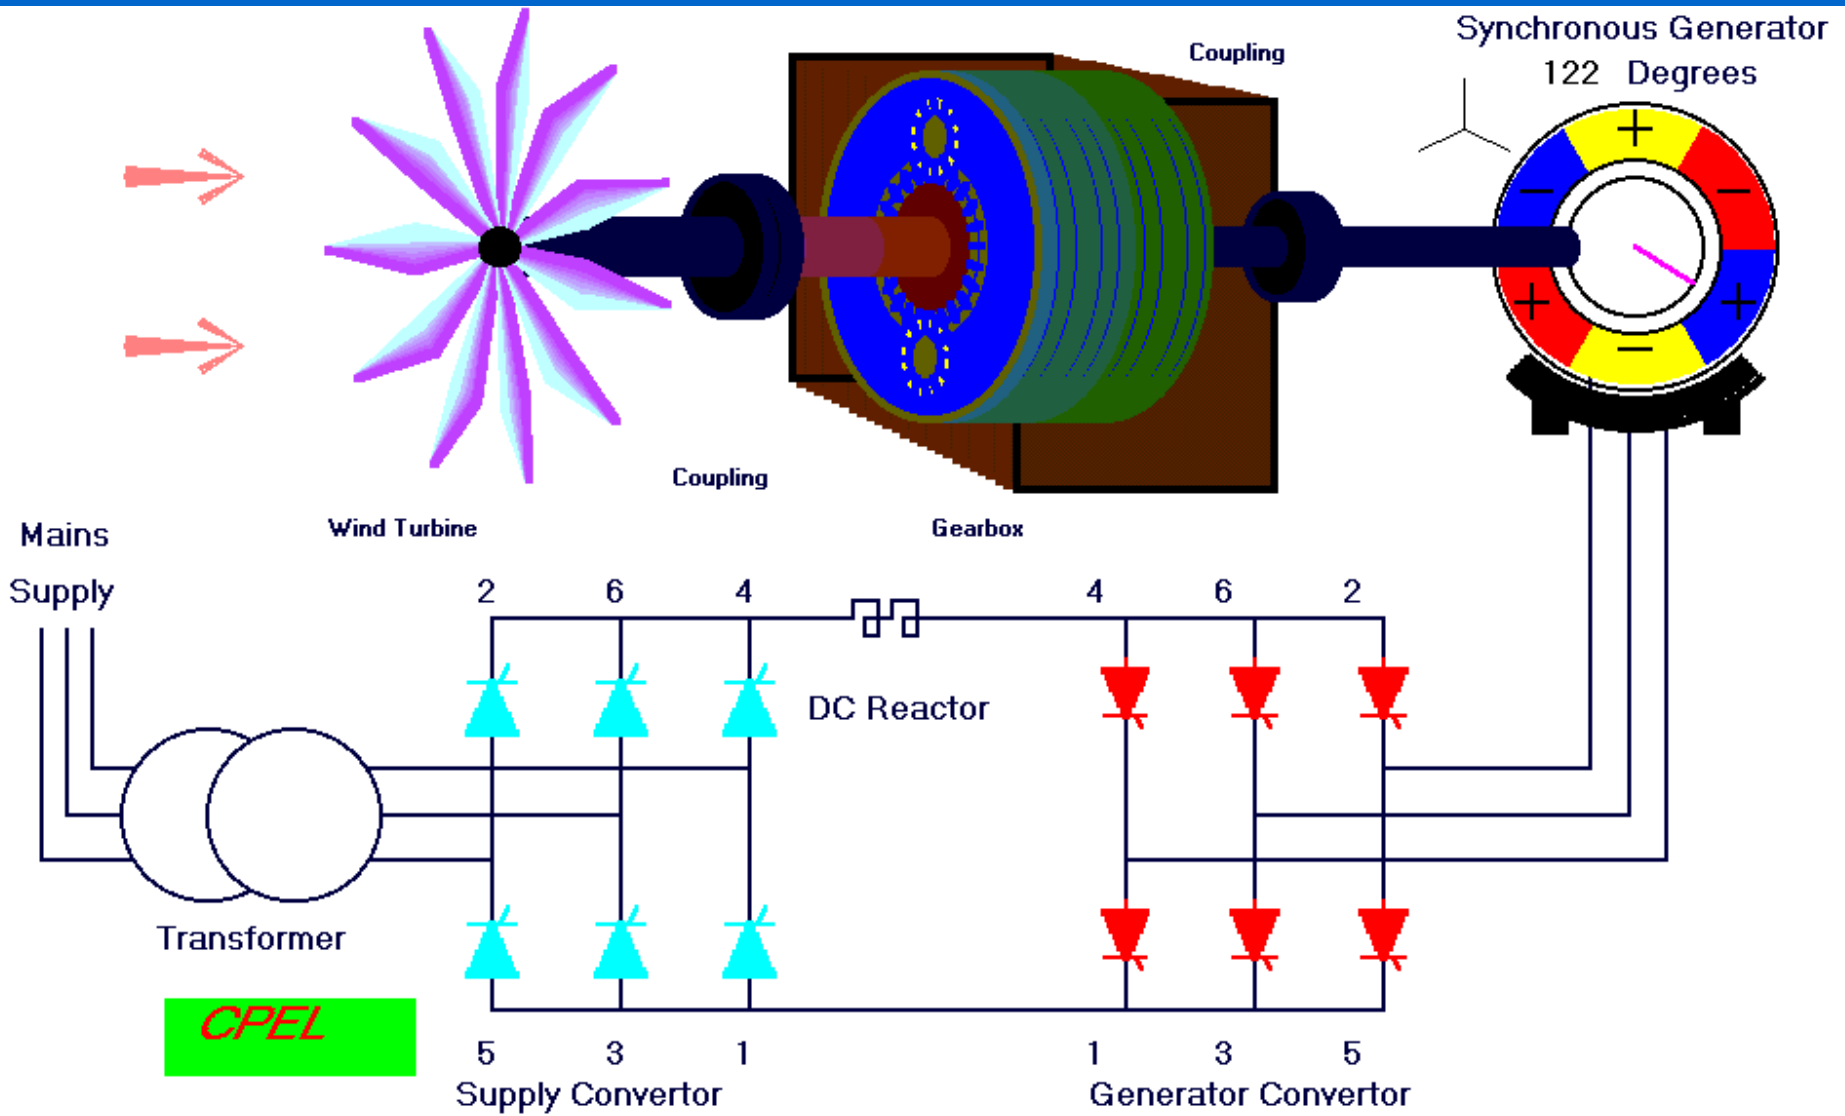 Synchronous Generator
122 Degrees
Coupling
+
−
−
+
+
−
Coupling
Wind Turbine
Gearbox
Mains
Supply
2 6 4
4 6 2
DC Reactor
Transformer
CPEL
5 3 1
1 3 5
Supply Convertor
Generator Convertor